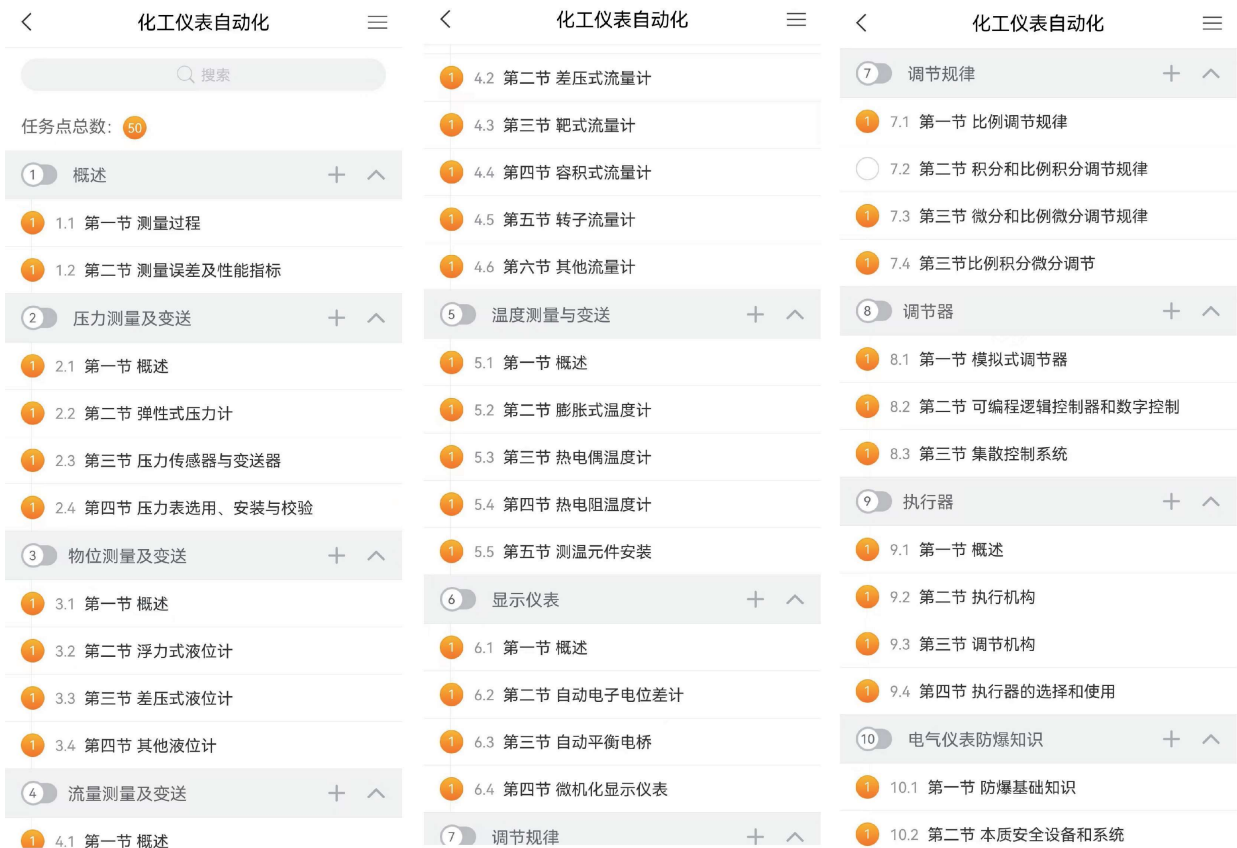 化工仪表自动化
搜索
任务点总数: 50
1 概述
1 1.1 第一节 测量过程
1 1.2 第二节 测量误差及性能指标
2 压力测量及变送
1 2.1 第一节 概述
1 2.2 第二节 弹性式压力计
1 2.3 第三节 压力传感器与变送器
1 2.4 第四节 压力表选用、安装与校验
3 物位测量及变送
1 3.1 第一节 概述
1 3.2 第二节 浮力式液位计
1 3.3 第三节 差压式液位计
1 3.4 第四节 其他液位计
4 流量测量及变送
1 4.1 第一节 概述
化工仪表自动化
1 4.2 第二节 差压式流量计
1 4.3 第三节 靶式流量计
1 4.4 第四节 容积式流量计
1 4.5 第五节 转子流量计
1 4.6 第六节 其他流量计
5 温度测量与变送
1 5.1 第一节 概述
1 5.2 第二节 膨胀式温度计
1 5.3 第三节 热电偶温度计
1 5.4 第四节 热电阻温度计
1 5.5 第五节 测温元件安装
6 显示仪表
1 6.1 第一节 概述
1 6.2 第二节 自动电子电位差计
1 6.3 第三节 自动平衡电桥
1 6.4 第四节 微机化显示仪表
7 调节规律
化工仪表自动化
7 调节规律
1 7.1 第一节 比例调节规律
7.2 第二节 积分和比例积分调节规律
1 7.3 第三节 微分和比例微分调节规律
1 7.4 第三节比例积分微分调节
8 调节器
1 8.1 第一节 模拟式调节器
1 8.2 第二节 可编程逻辑控制器和数字控制
1 8.3 第三节 集散控制系统
9 执行器
1 9.1 第一节 概述
1 9.2 第二节 执行机构
1 9.3 第三节 调节机构
1 9.4 第四节 执行器的选择和使用
10 电气仪表防爆知识
1 10.1 第一节 防爆基础知识
1 10.2 第二节 本质安全设备和系统